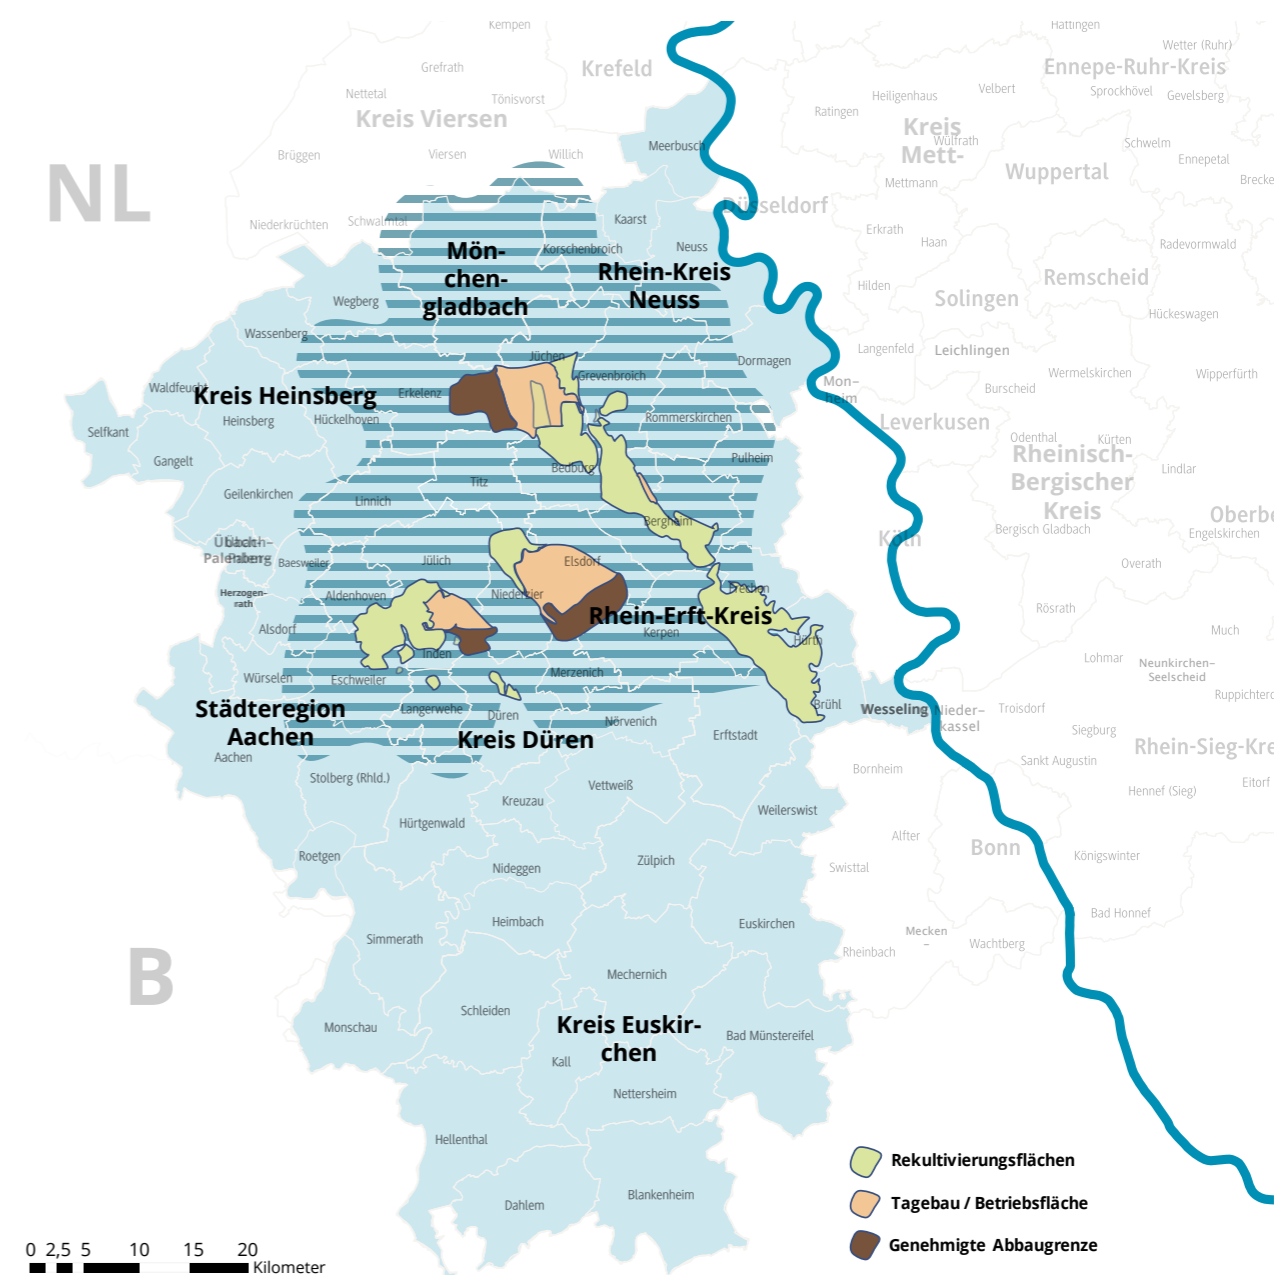 Kempen
Hattingen
Wetter (Ruhr)
Grefrath
Krefeld
Ennepe-Ruhr-Kreis
Nettetal
Tönisvorst
Heiligenhaus
Velbert
Sprockhövel
Gevelsberg
Kreis Viersen
Ratingen
Kreis
Mett-
Wülfrath
Schwelm
Brüggen
Viersen
Willich
Meerbusch
Wuppertal
Ennepetal
NL
Mettmann
Brecke
Niederkrüchten
Schwalmtal
Kaarst
Düsseldorf
Erkrath
Haan
Radevormwald
Mön-
chen-
gladbach
Korschenbroich
Neuss
Rhein-Kreis
Neuss
Hilden
Solingen
Remscheid
Wegberg
Hückeswagen
Wassenberg
Jüchen
Dormagen
Langenfeld
Leichlingen
Waldfeucht
Kreis Heinsberg
Erkelenz
Grevenbroich
Mon-
heim
Burscheid
Wermelskirchen
Wipperfürth
Selfkant
Heinsberg
Hückelhoven
Rommerskirchen
Leverkusen
Odenthal
Kürten
Gangelt
Bedburg
Pulheim
Rheinisch-
Bergischer
Kreis
Lindlar
Geilenkirchen
Linnich
Titz
Bergheim
Köln
Bergisch Gladbach
Oberbe
Engelskirchen
Übach-
Palenberg
Baesweiler
Jülich
Elsdorf
Overath
Herzogen-
rath
Aldenhoven
Niederzier
Frechen
Rhein-Erft-Kreis
Rösrath
Alsdorf
Inden
Kerpen
Hürth
Much
Würselen
Eschweiler
Merzenich
Lohmar
Neunkirchen-
Seelscheid
Ruppichterc
Städteregion
Aachen
Langerwehe
Düren
Nörvenich
Brühl
Wesseling
Nieder-
kassel
Troisdorf
Siegburg
Kreis Düren
Erftstadt
Rhein-Sieg-Kre
Aachen
Stolberg (Rhld.)
Bornheim
Sankt Augustin
Eitorf
Hennef (Sieg)
Vettweiß
Kreuzau
Weilerswist
Hürtgenwald
Alfter
Bonn
Königswinter
Roetgen
Nideggen
Zülpich
Swisttal
Heimbach
Euskirchen
Bad Honnef
Simmerath
Mecken
-
Rheinbach
Wachtberg
B
Mechernich
Schleiden
Monschau
Kreis Euskir-
chen
Bad Münstereifel
Kall
Nettersheim
Hellenthal
Dahlem
Blankenheim
Rekultivierungsflächen
Tagebau / Betriebsfläche
Genehmigte Abbaugrenze
0 2,5 5 10 15 20
Kilometer